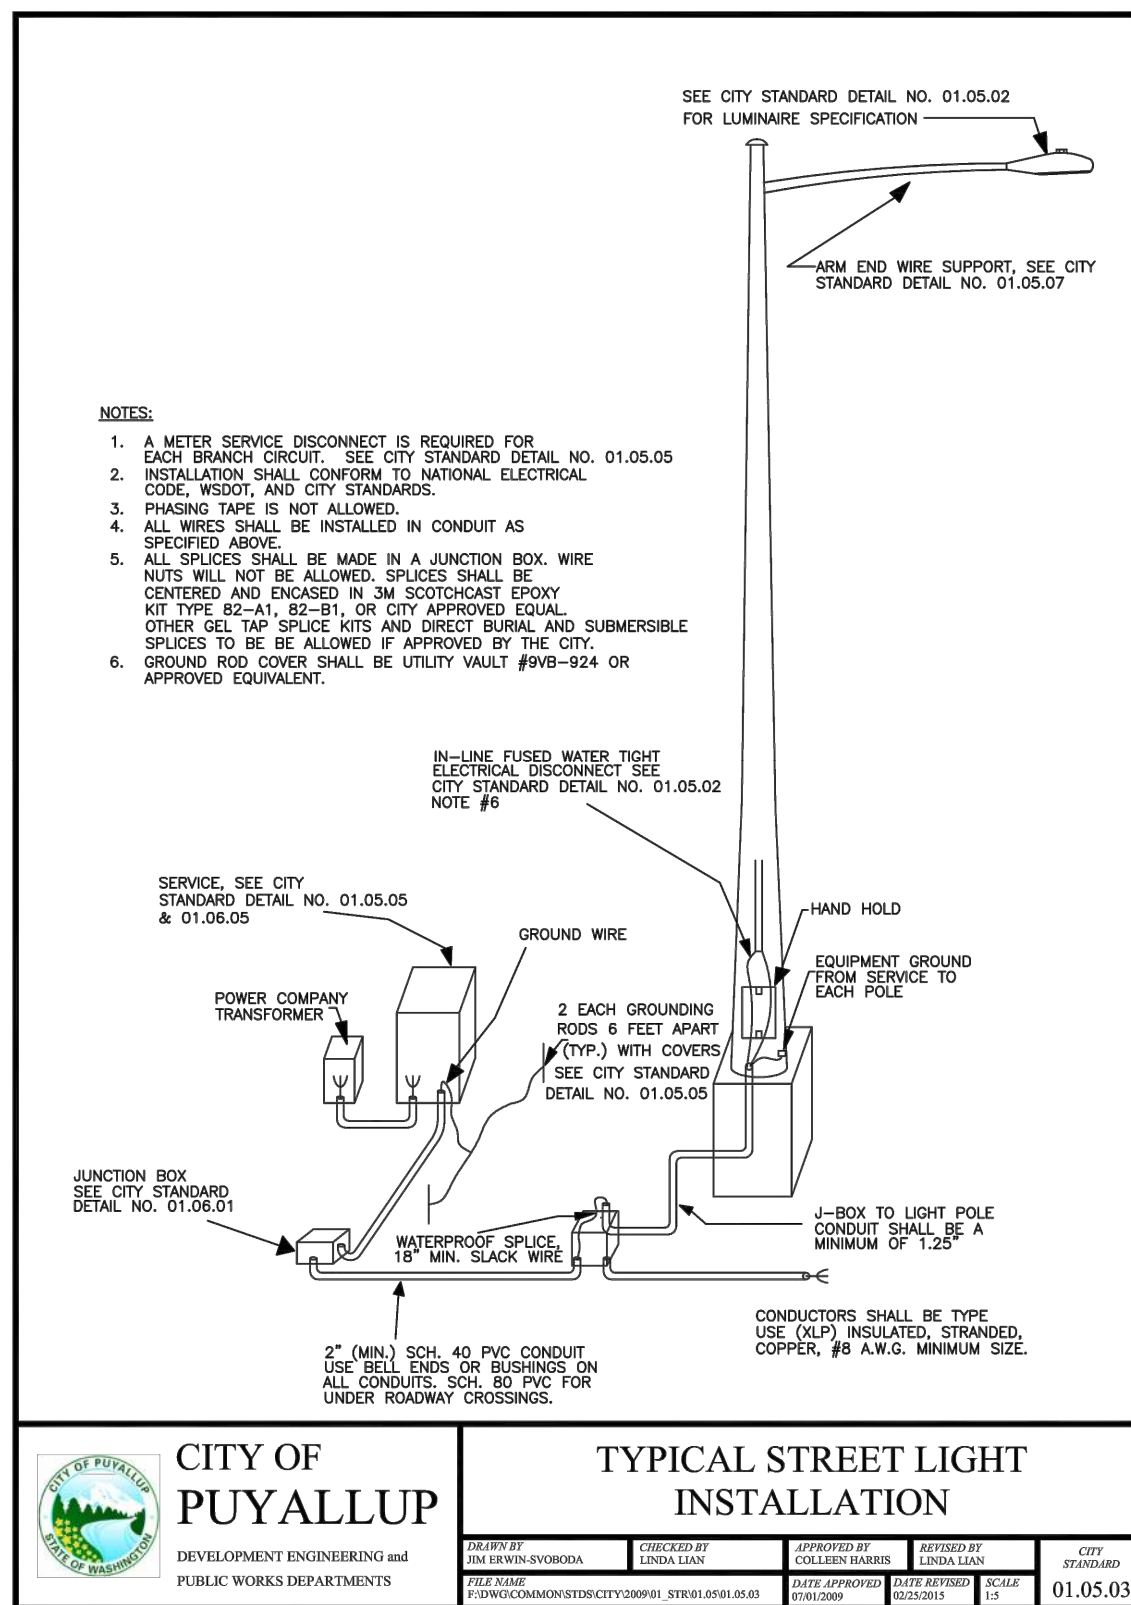 SEE CITY STANDARD DETAIL NO. 01.05.02
FOR LUMINAIRE SPECIFICATION
ARM END WIRE SUPPORT, SEE CITY
STANDARD DETAIL NO. 01.05.07
NOTES:
1. A METER SERVICE DISCONNECT IS REQUIRED FOR
EACH BRANCH CIRCUIT. SEE CITY STANDARD DETAIL NO. 01.05.05
2. INSTALLATION SHALL CONFORM TO NATIONAL ELECTRICAL
CODE, WSDOT, AND CITY STANDARDS.
3. PHASING TAPE IS NOT ALLOWED.
4. ALL WIRES SHALL BE INSTALLED IN CONDUIT AS
SPECIFIED ABOVE.
5. ALL SPLICES SHALL BE MADE IN A JUNCTION BOX. WIRE
NUTS WILL NOT BE ALLOWED. SPLICES SHALL BE
CENTERED AND ENCASED IN 3M SCOTCHCAST EPOXY
KIT TYPE 82-A1, 82-B1, OR CITY APPROVED EQUAL.
OTHER GEL TAP SPLICE KITS AND DIRECT BURIAL AND SUBMERSIBLE
SPLICES TO BE BE ALLOWED IF APPROVED BY THE CITY.
6. GROUND ROD COVER SHALL BE UTILITY VAULT #9VB-924 OR
APPROVED EQUIVALENT.
IN-LINE FUSED WATER TIGHT
ELECTRICAL DISCONNECT SEE
CITY STANDARD DETAIL NO. 01.05.02
NOTE #6
SERVICE, SEE CITY
STANDARD DETAIL NO. 01.05.05
& 01.06.05
GROUND WIRE
HAND HOLD
EQUIPMENT GROUND
FROM SERVICE TO
EACH POLE
POWER COMPANY
TRANSFORMER
2 EACH GROUNDING
RODS 6 FEET APART
(TYP.) WITH COVERS
SEE CITY STANDARD
DETAIL NO. 01.05.05
JUNCTION BOX
SEE CITY STANDARD
DETAIL NO. 01.06.01
WATERPROOF SPLICE,
18" MIN. SLACK WIRE
J-BOX TO LIGHT POLE
CONDUIT SHALL BE A
MINIMUM OF 1.25"
CONDUCTORS SHALL BE TYPE
USE (XLP) INSULATED, STRANDED,
COPPER, #8 A.W.G. MINIMUM SIZE.
2" (MIN.) SCH. 40 PVC CONDUIT
USE BELL ENDS OR BUSHINGS ON
ALL CONDUITS. SCH. 80 PVC FOR
UNDER ROADWAY CROSSINGS.
CITY OF PUYALLUP
STATE OF WASHINGTON
CITY OF
PUYALLUP
DEVELOPMENT ENGINEERING and
PUBLIC WORKS DEPARTMENTS
TYPICAL STREET LIGHT
INSTALLATION
DRAWN BY
JIM ERWIN-SVOBODA
CHECKED BY
LINDA LIAN
APPROVED BY
COLLEEN HARRIS
REVISED BY
LINDA LIAN
FILE NAME
F:\DWG\COMMON\STDS\CITY\2009\01_STR\01.05\01.05.03
DATE APPROVED
07/01/2009
DATE REVISED
02/25/2015
SCALE
1:5
CITY
STANDARD
01.05.03